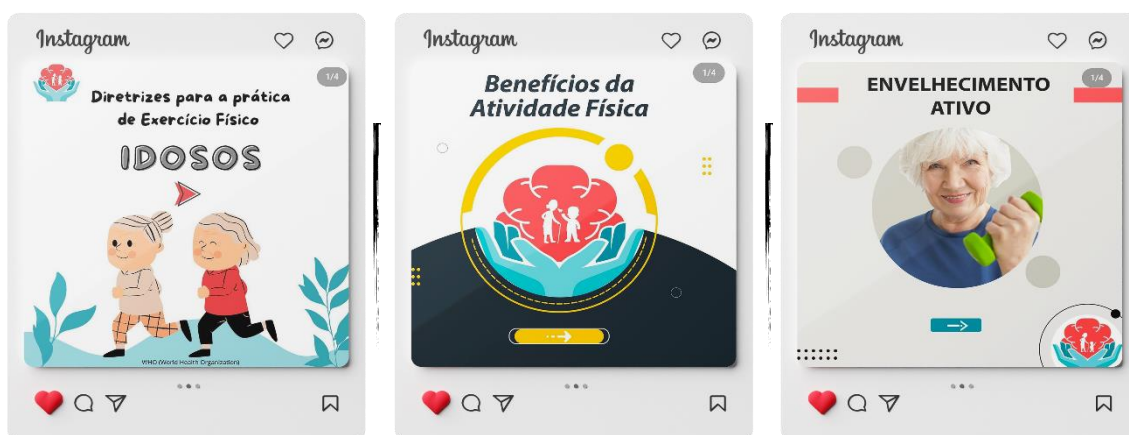 Instagram
1/4
Diretrizes para a prática
de Exercício Físico
IDOSOS
WHO (World Health Organization)
Instagram
1/4
Benefícios da
Atividade Física
Instagram
1/4
ENVELHECIMENTO
ATIVO